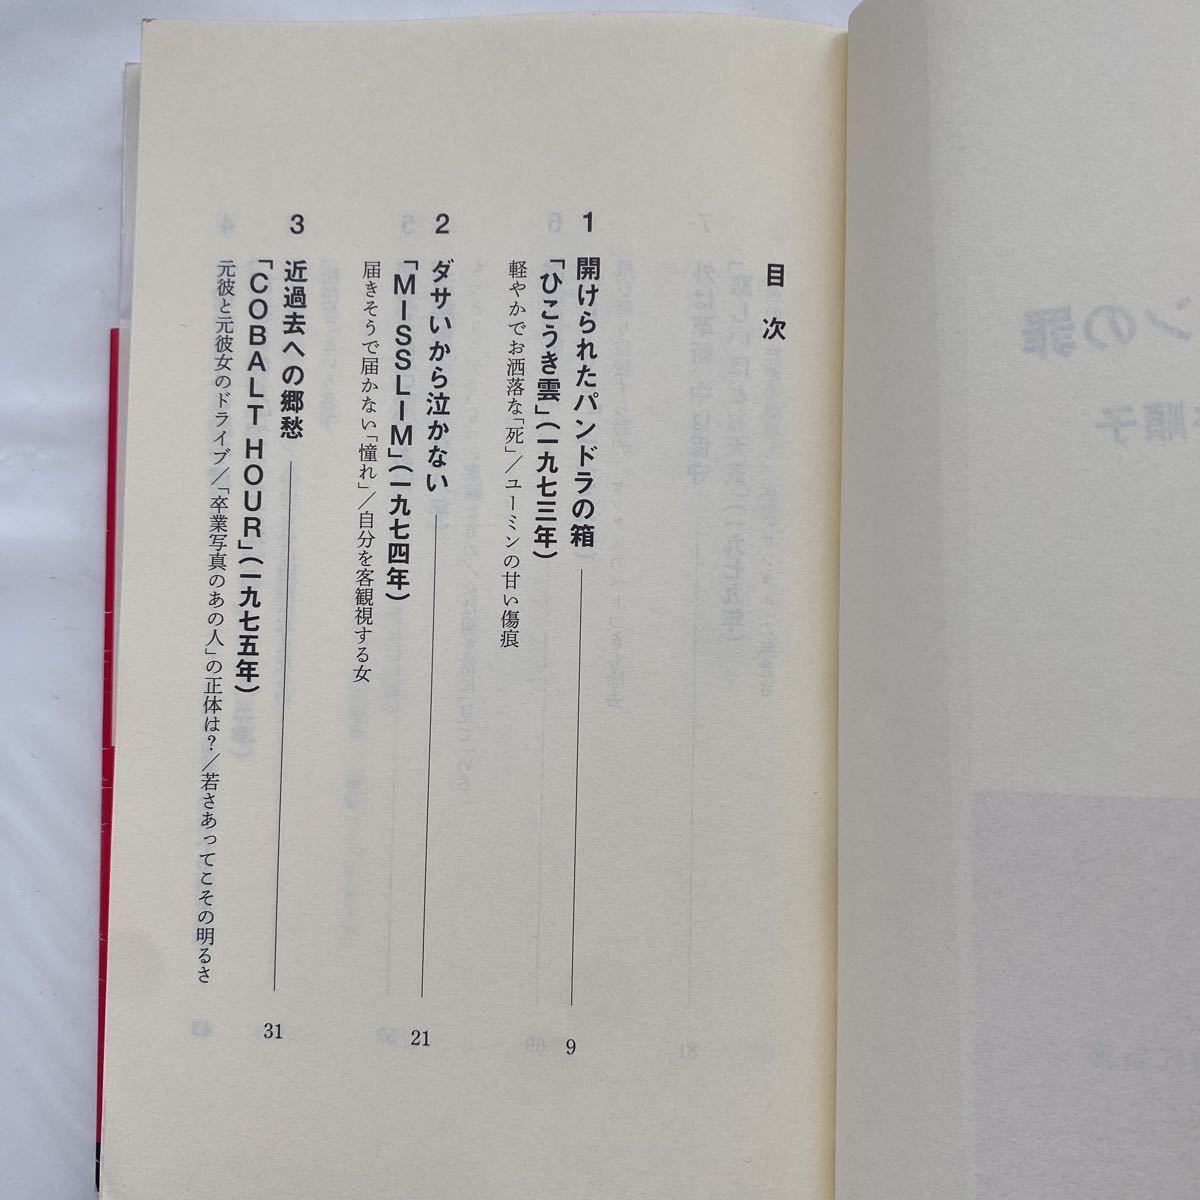 ンの罪
順子
目次
1 開けられたパンドラの箱 9
「ひこうき雲」(一九七三年)
軽やかでお洒落な「死」/ユーミンの甘い傷痕
2 ダサいから泣かない 21
「MISSLIM」(一九七四年)
届きそうで届かない「憧れ」/自分を客観視する女
3 近過去への郷愁 31
「COBALT HOUR」(一九七五年)
元彼と元彼女のドライブ/「卒業写真のあの人」の正体は?/若さあってこその明るさ